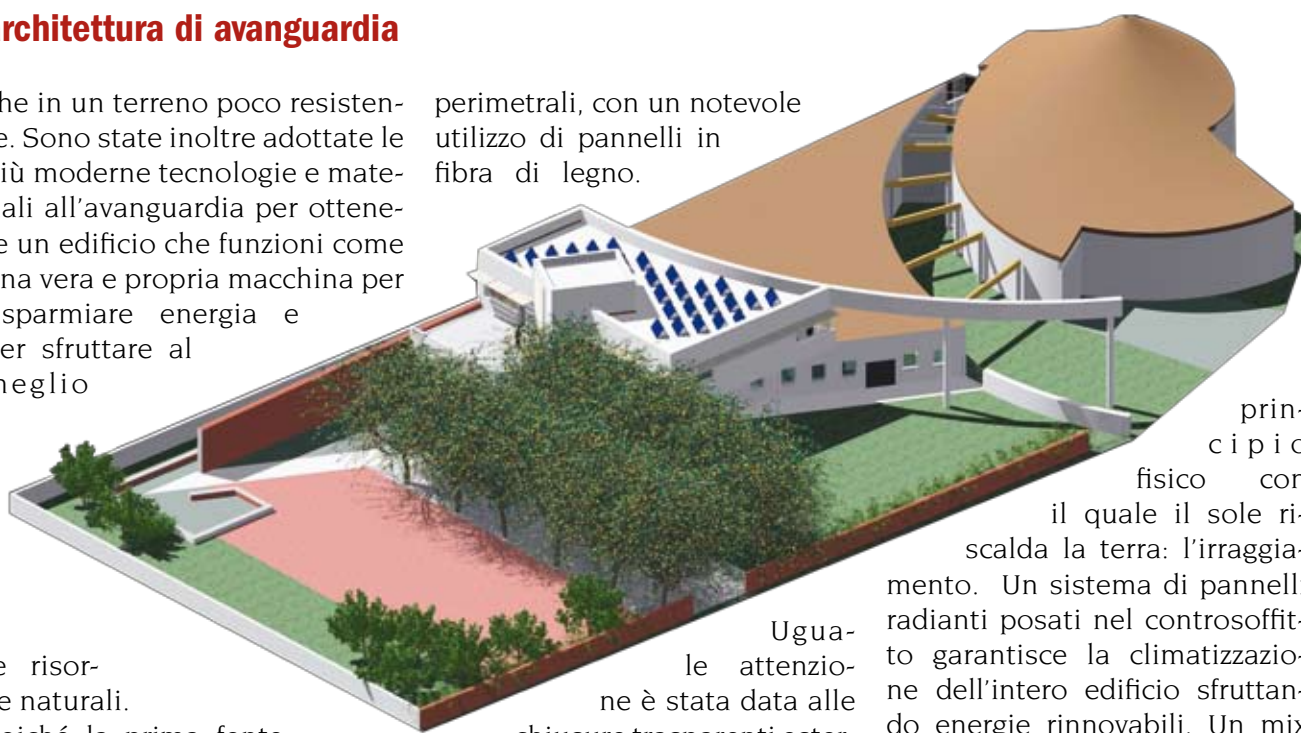 rchitettura di avanguardia
he in un terreno poco resisten-
e. Sono state inoltre adottate le
iù moderne tecnologie e mate-
ali all'avanguardia per ottene-
e un edificio che funzioni come
na vera e propria macchina per
sparmiare energia e
er sfruttare al
neglio
e risor-
e naturali.
perimetrali, con un notevole
utilizzo di pannelli in
fibra di legno.
Ugua-
le attenzio-
ne è stata data alle
chiusure trasparenti ester-
prin-
cipio
fisico con
il quale il sole ri-
scalda la terra: l'irraggia-
mento. Un sistema di pannelli
radianti posati nel controsoffit-
to garantisce la climatizzazio-
ne dell'intero edificio sfruttan-
do energie rinnovabili. Un mix